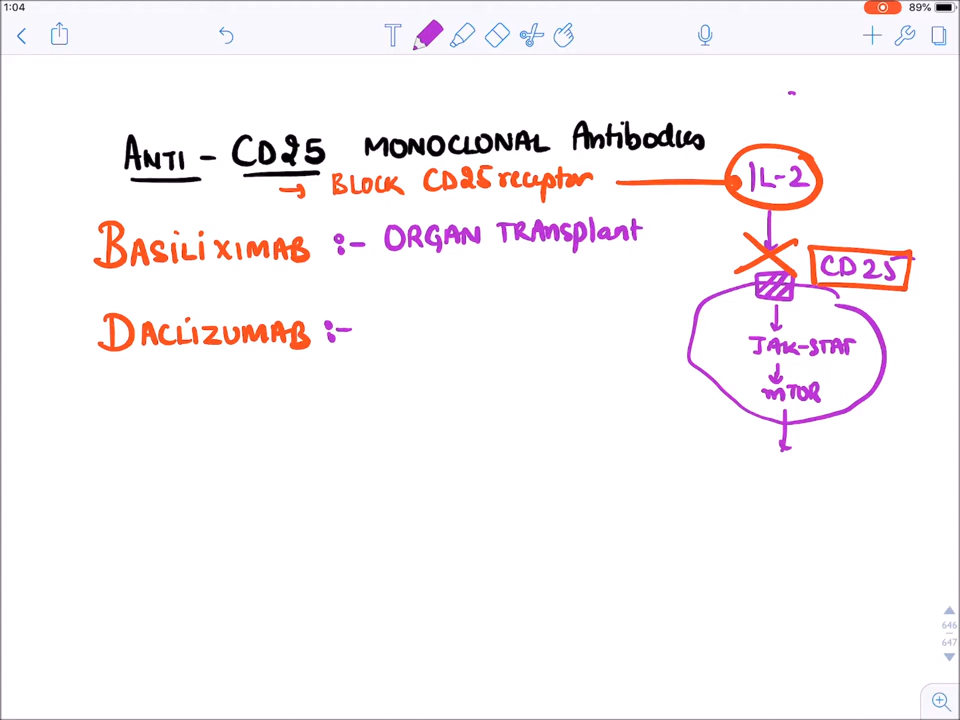 1:04
89%
T
ANTI - CD25 MONOCLONAL Antibodies
→ BLOCK CD25 receptor
IL-2
BASILIXIMAB :- ORGAN TRAnsplant
CD25
DACLIZUMAB :-
JAK-STAT
mTOR
646
647